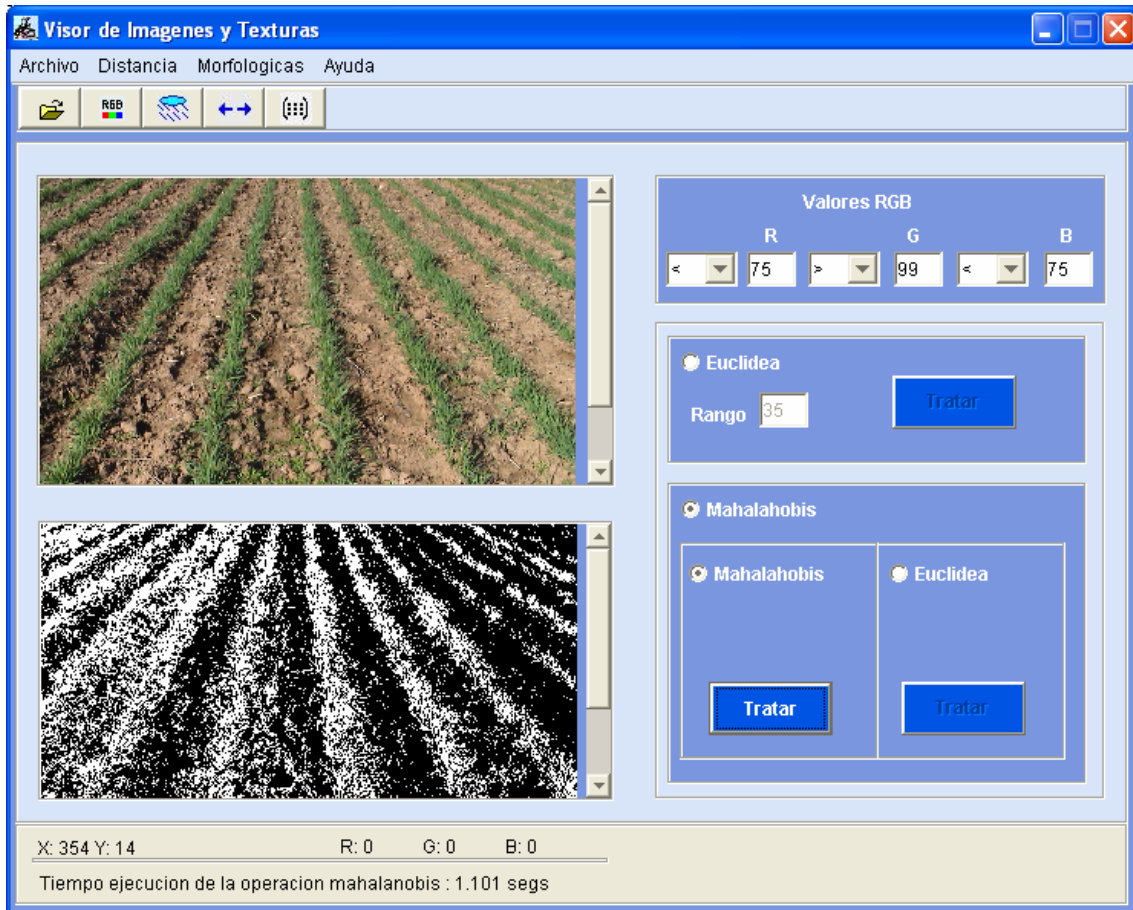 Visor de Imagenes y Texturas
Archivo Distancia Morfologicas Ayuda
RGB
Valores RGB
R G B
< 75 > 99 < 75
Euclidea
Rango 35 Tratar
Mahalahobis
Mahalahobis Euclidea
Tratar Tratar
X: 354 Y: 14 R: 0 G: 0 B: 0
Tiempo ejecucion de la operacion mahalanobis : 1.101 segs